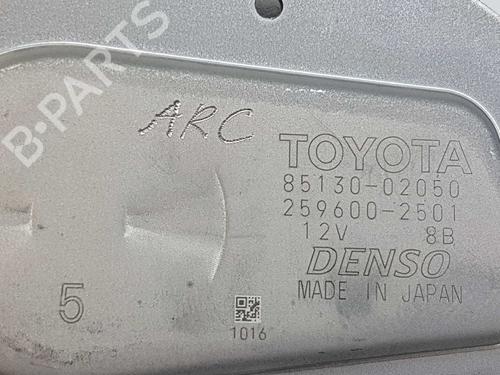 B-PARTS
ARC
TOYOTA
85130-02050
259600-2501
12V 8B
DENSO
MADE IN JAPAN
5
1016